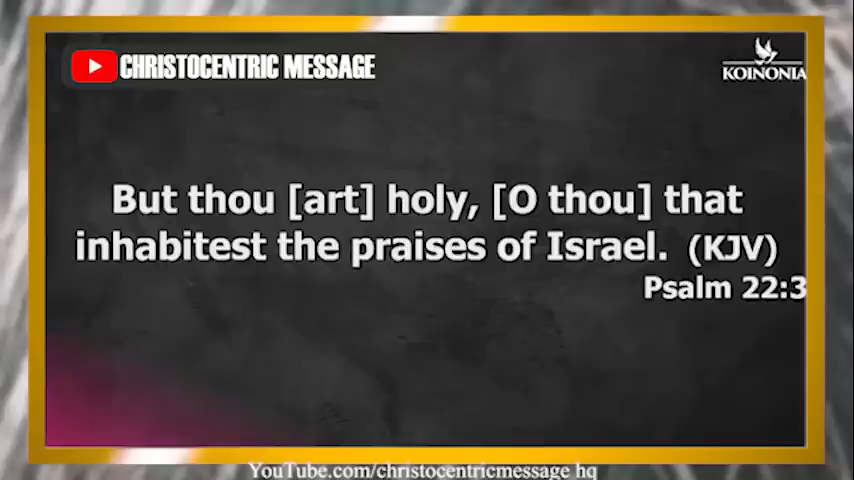 CHRISTOCENTRIC MESSAGE
KOINONIA
But thou [art] holy, [O thou] that
inhabitest the praises of Israel. (KJV)
Psalm 22:3
YouTube.com/christocentricmessage hq